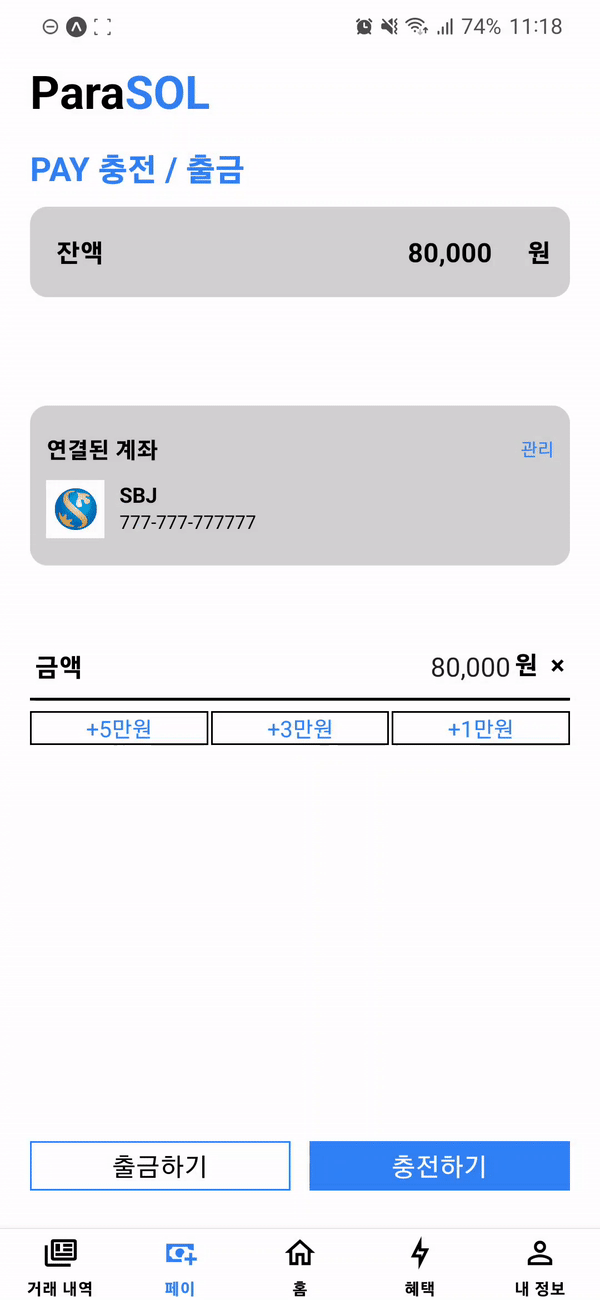 74% 11:18
ParaSOL
PAY 충전 / 출금
잔액 80,000 원
연결된 계좌 관리
SBJ
777-777-777777
금액 80,000 원 ×
+5만원 +3만원 +1만원
출금하기 충전하기
거래 내역 페이 홈 혜택 내 정보